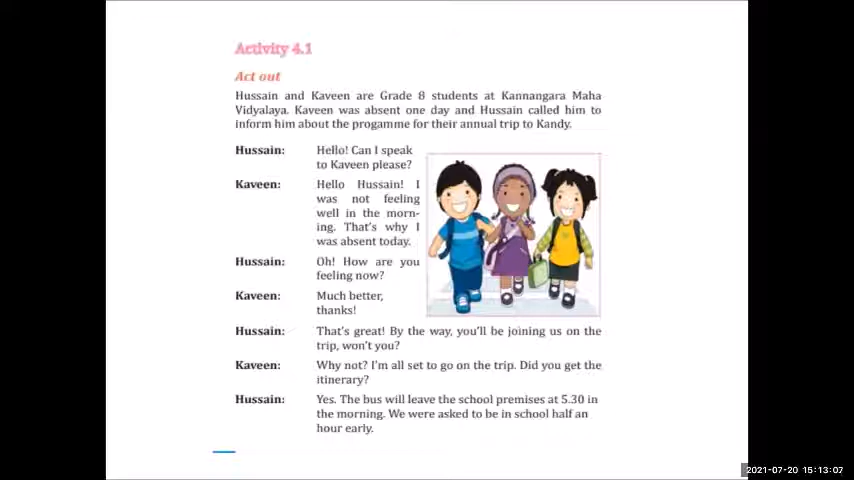 Activity 4.1
Act out
Hussain and Kaveen are Grade 8 students at Kannangara Maha
Vidyalaya. Kaveen was absent one day and Hussain called him to
inform him about the progamme for their annual trip to Kandy.
Hussain: Hello! Can I speak
to Kaveen please?
Kaveen: Hello Hussain! I
was not feeling
well in the morn-
ing. That's why I
was absent today.
Hussain: Oh! How are you
feeling now?
Kaveen: Much better,
thanks!
Hussain: That's great! By the way, you'll be joining us on the
trip, won't you?
Kaveen: Why not? I'm all set to go on the trip. Did you get the
itinerary?
Hussain: Yes. The bus will leave the school premises at 5.30 in
the morning. We were asked to be in school half an
hour early.
2021-07-20 15:13:07